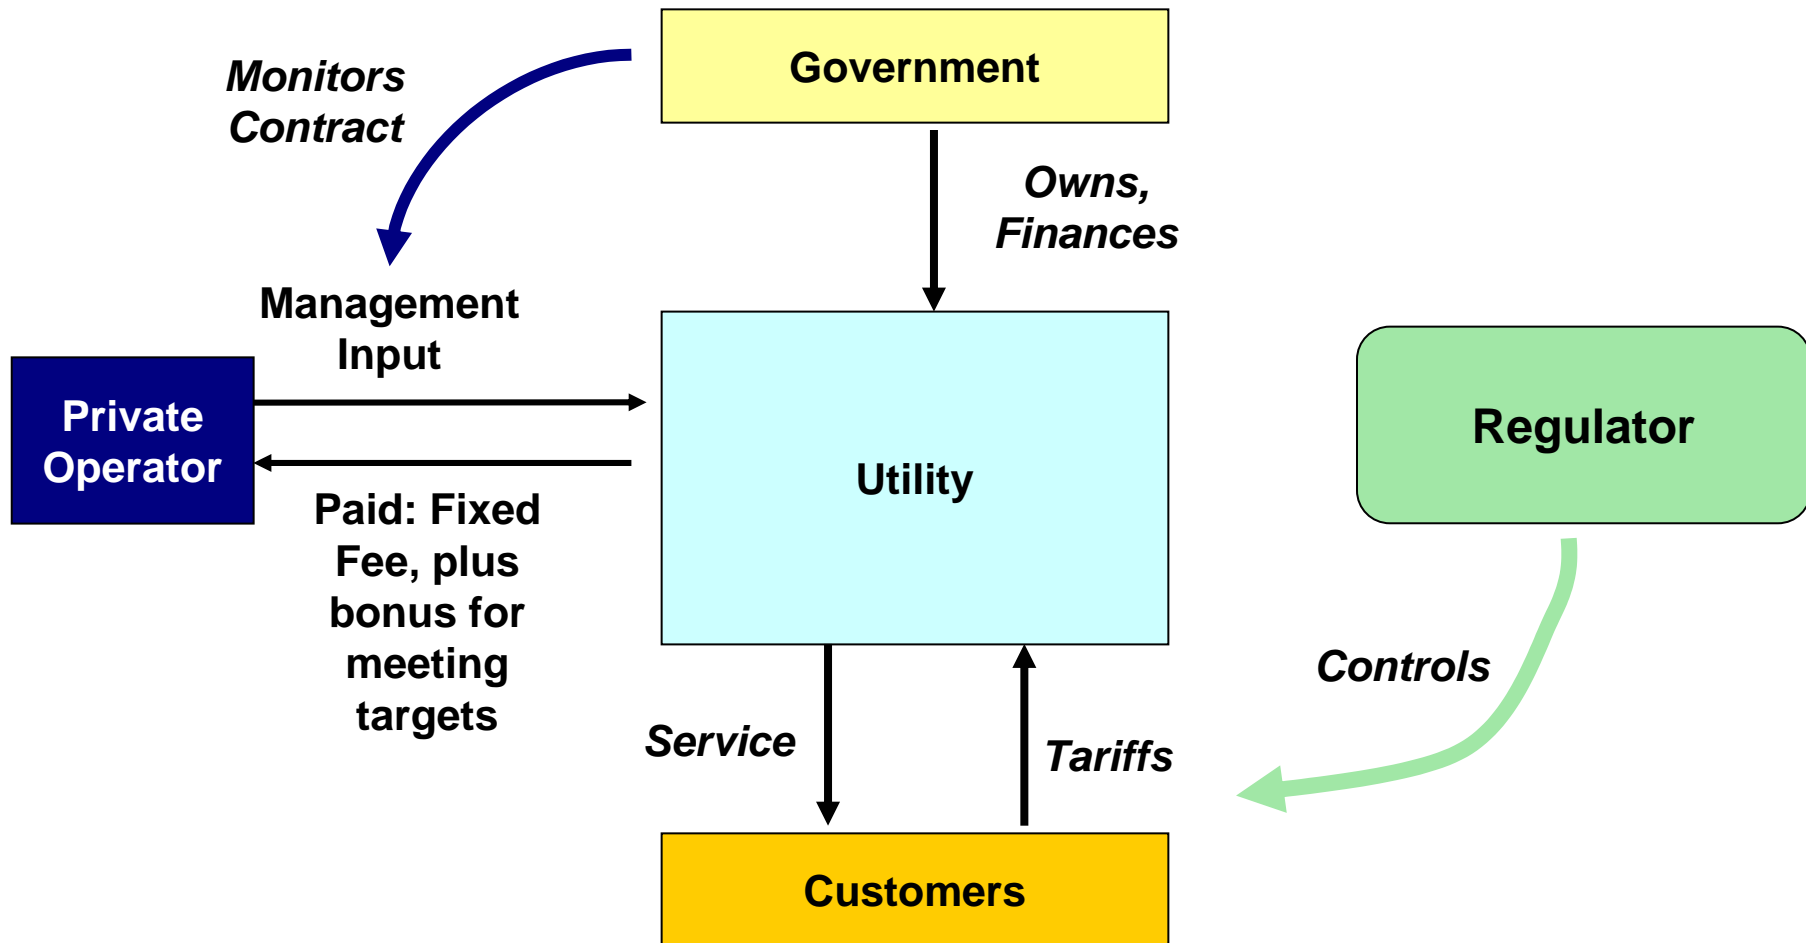 Government
Monitors
Contract
Owns,
Finances
Management
Input
Private
Operator
Utility
Regulator
Paid: Fixed
Fee, plus
bonus for
meeting
targets
Controls
Service
Tariffs
Customers